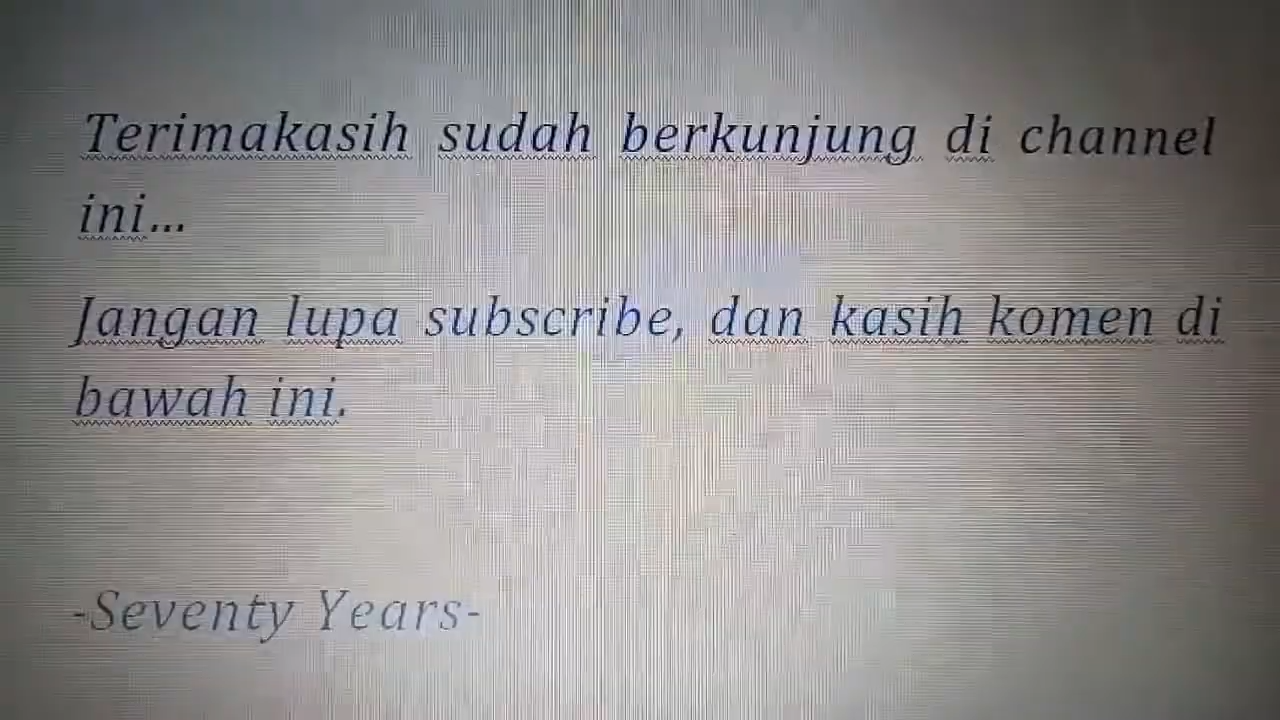 Terimakasih sudah berkunjung di channel
ini...
Jangan lupa subscribe, dan kasih komen di
bawah ini.
-Seventy Years-